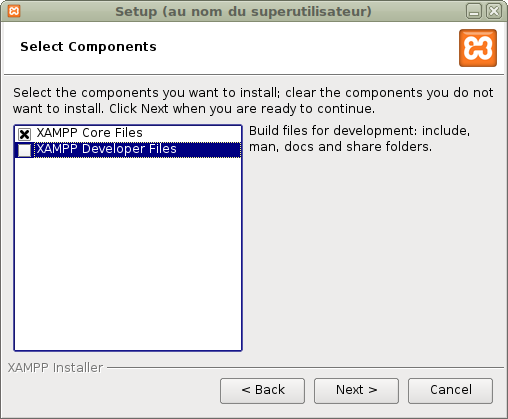 Setup (au nom du superutilisateur)
Select Components
Select the components you want to install; clear the components you do not
want to install. Click Next when you are ready to continue.
XAMPP Core Files
XAMPP Developer Files
Build files for development: include,
man, docs and share folders.
XAMPP Installer
< Back
Next >
Cancel